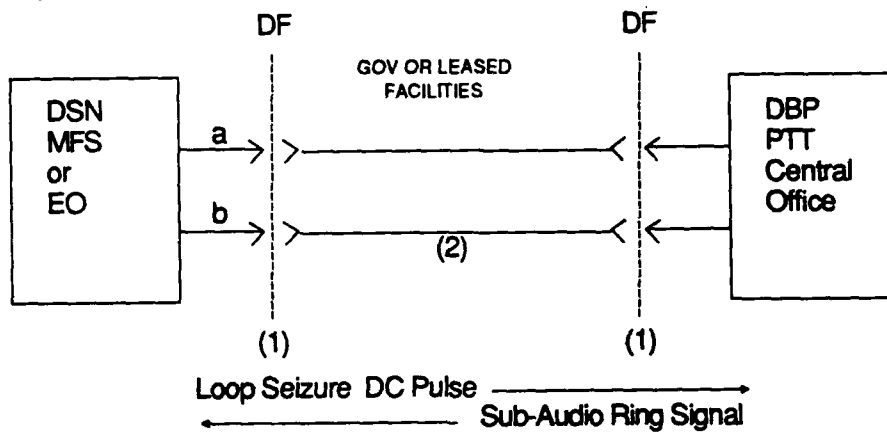 DF
DF
GOV OR LEASED
FACILITIES
DSN
MFS
or
EO
a
b
DBP
PTT
Central
Office
(2)
(1)
(1)
Loop Seizure DC Pulse
Sub-Audio Ring Signal